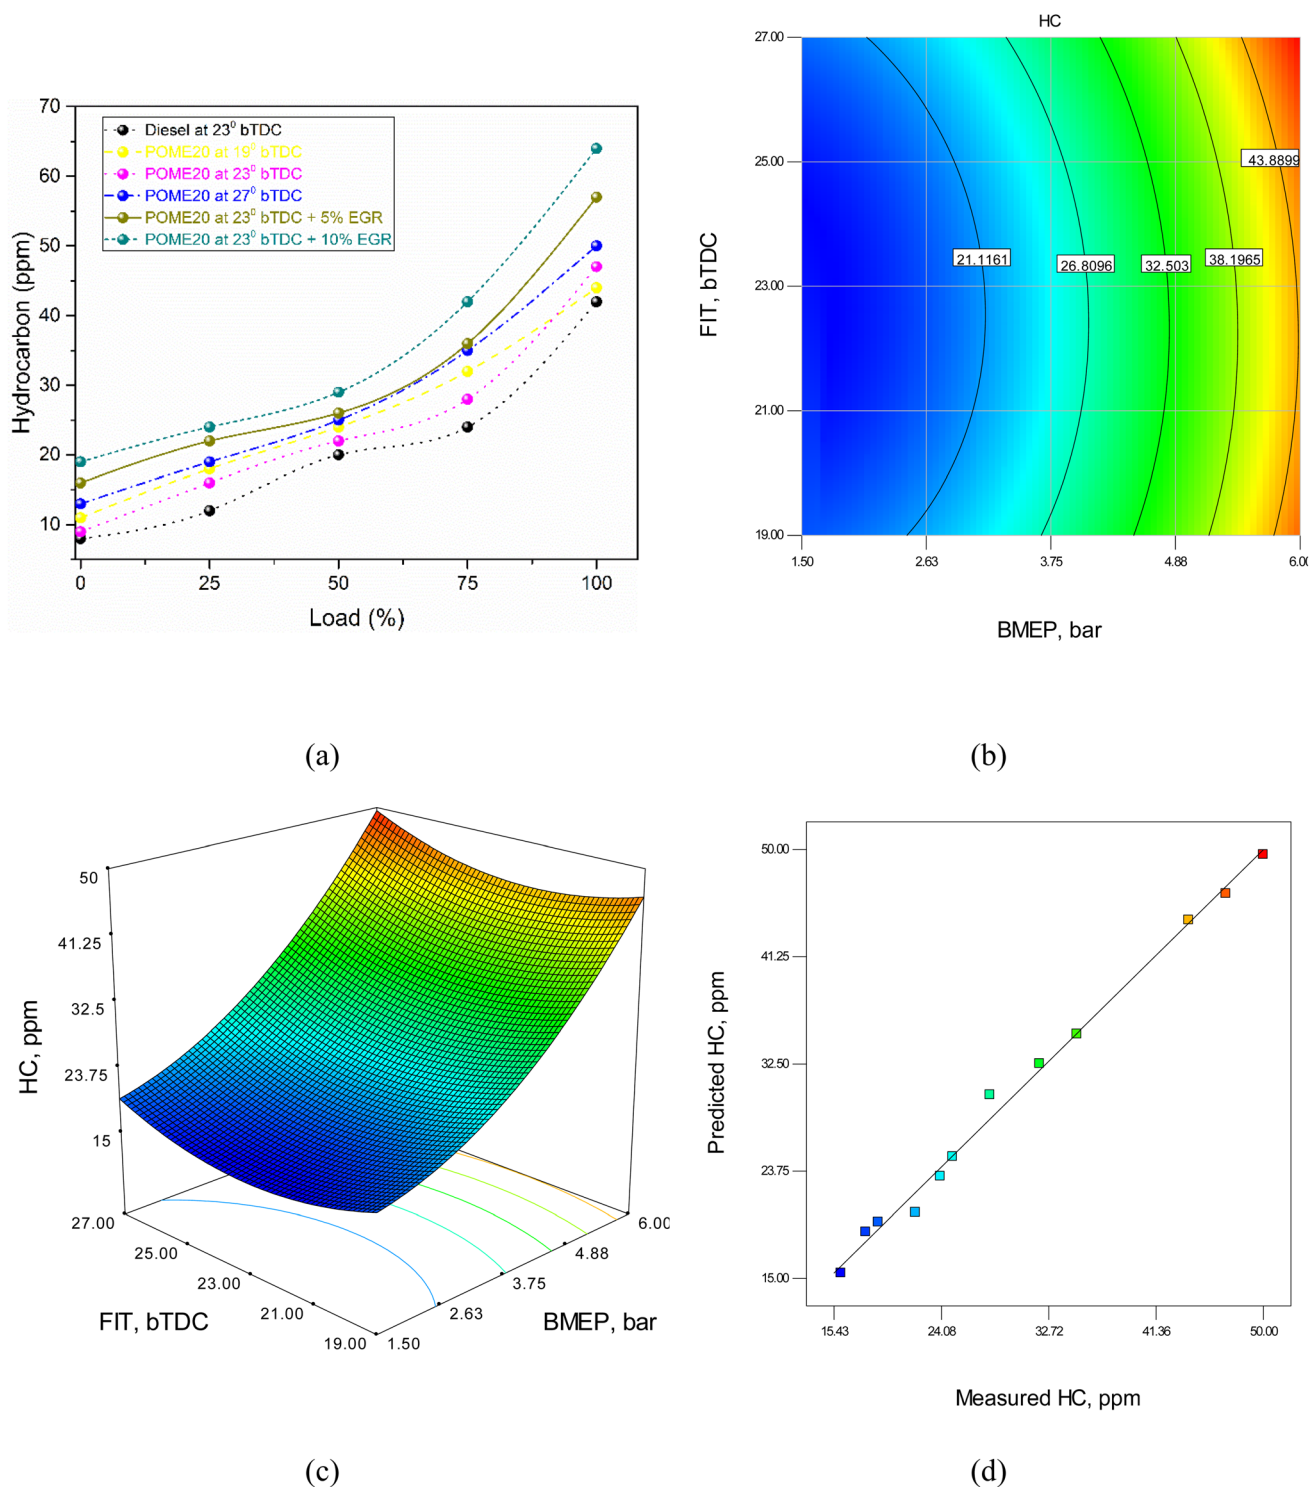 70
60
50
40
30
20
10
Hydrocarbon (ppm)
Diesel at 23⁰ bTDC
POME20 at 19⁰ bTDC
POME20 at 23⁰ bTDC
POME20 at 27⁰ bTDC
POME20 at 23⁰ bTDC + 5% EGR
POME20 at 23⁰ bTDC + 10% EGR
0 25 50 75 100
Load (%)
(a)
HC
27.00
25.00
23.00
21.00
19.00
FIT, bTDC
43.8899
21.1161 26.8096 32.503 38.1965
1.50 2.63 3.75 4.88 6.00
BMEP, bar
(b)
50
41.25
32.5
23.75
15
HC, ppm
27.00
25.00
23.00
21.00
19.00
FIT, bTDC
6.00
4.88
3.75
2.63
1.50
BMEP, bar
(c)
50.00
41.25
32.50
23.75
15.00
Predicted HC, ppm
15.43 24.08 32.72 41.36 50.00
Measured HC, ppm
(d)